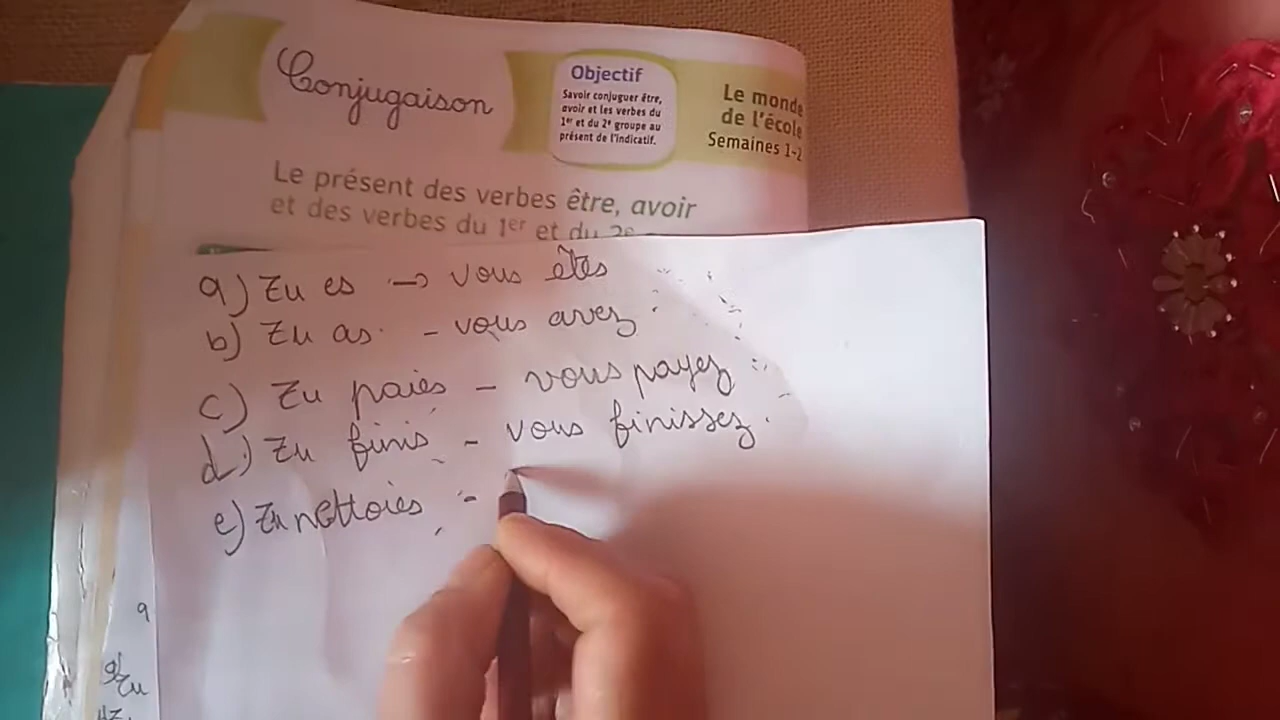 Conjugaison
Objectif
Savoir conjuguer être,
avoir et les verbes du
1er et du 2e groupe au
présent de l'indicatif.
Le monde
de l'école
Semaines 1-2
Le présent des verbes être, avoir
et des verbes du 1er et du 2e
a) Tu es → vous êtes
b) Tu as - vous avez
c) Tu paies - vous payez
d) Tu finis - vous finissez.
e) Tu nettoies -
9
g) Tu